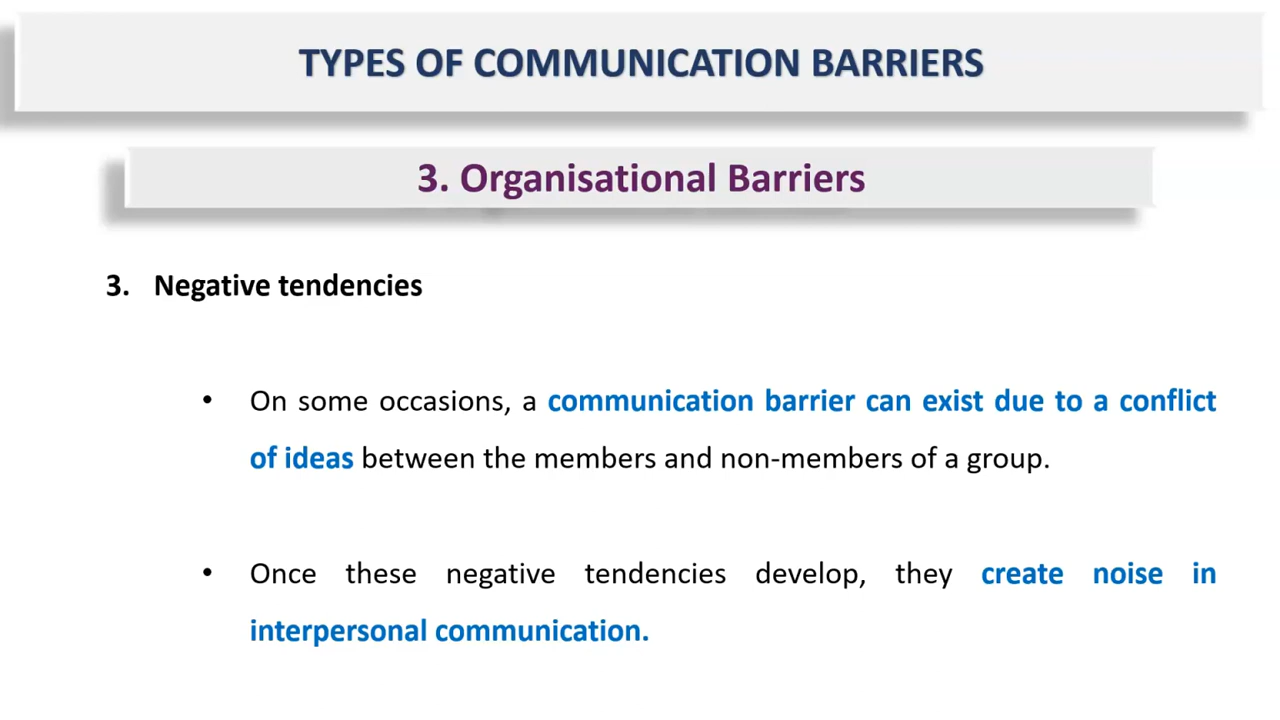 TYPES OF COMMUNICATION BARRIERS
3. Organisational Barriers
3. Negative tendencies
• On some occasions, a communication barrier can exist due to a conflict
of ideas between the members and non-members of a group.
• Once these negative tendencies develop, they create noise in
interpersonal communication.